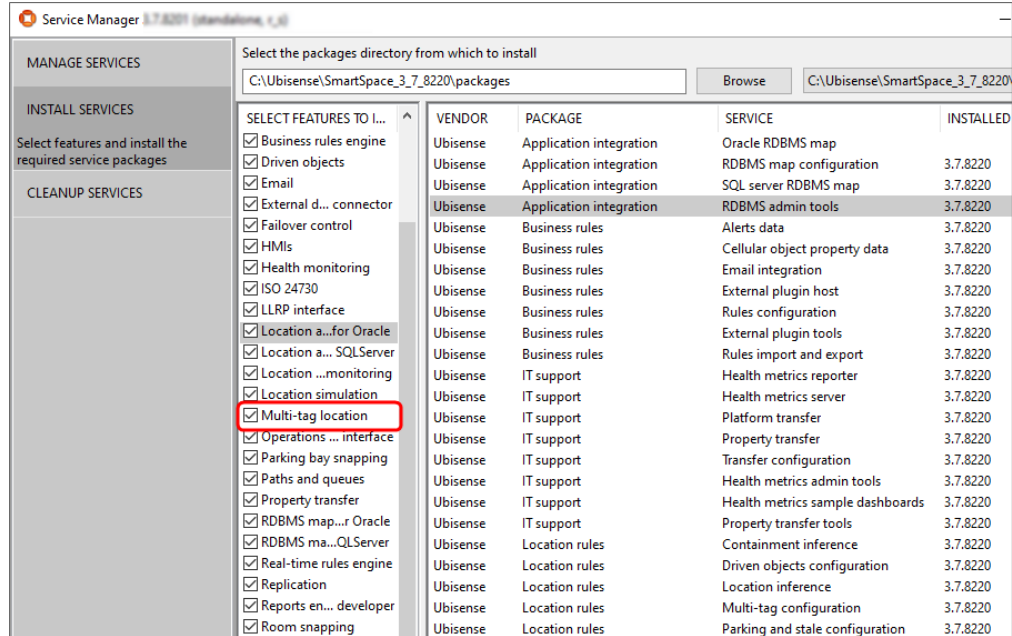 Service Manager
MANAGE SERVICES
INSTALL SERVICES
Select features and install the
required service packages
CLEANUP SERVICES
Select the packages directory from which to install
C:\Ubisense\SmartSpace_3_7_8220\packages Browse C:\Ubisense\SmartSpace_3_7_8220\
SELECT FEATURES TO I...
Business rules engine
Driven objects
Email
External d... connector
Failover control
HMIs
Health monitoring
ISO 24730
LLRP interface
Location a...for Oracle
Location a... SQLServer
Location ...monitoring
Location simulation
Multi-tag location
Operations ... interface
Parking bay snapping
Paths and queues
Property transfer
RDBMS map...r Oracle
RDBMS ma...QLServer
Real-time rules engine
Replication
Reports en... developer
Room snapping
VENDOR PACKAGE SERVICE INSTALLED
Ubisense Application integration Oracle RDBMS map
Ubisense Application integration RDBMS map configuration 3.7.8220
Ubisense Application integration SQL server RDBMS map 3.7.8220
Ubisense Application integration RDBMS admin tools 3.7.8220
Ubisense Business rules Alerts data 3.7.8220
Ubisense Business rules Cellular object property data 3.7.8220
Ubisense Business rules Email integration 3.7.8220
Ubisense Business rules External plugin host 3.7.8220
Ubisense Business rules Rules configuration 3.7.8220
Ubisense Business rules External plugin tools 3.7.8220
Ubisense Business rules Rules import and export 3.7.8220
Ubisense IT support Health metrics reporter 3.7.8220
Ubisense IT support Health metrics server 3.7.8220
Ubisense IT support Platform transfer 3.7.8220
Ubisense IT support Property transfer 3.7.8220
Ubisense IT support Transfer configuration 3.7.8220
Ubisense IT support Health metrics admin tools 3.7.8220
Ubisense IT support Health metrics sample dashboards 3.7.8220
Ubisense IT support Property transfer tools 3.7.8220
Ubisense Location rules Containment inference 3.7.8220
Ubisense Location rules Driven objects configuration 3.7.8220
Ubisense Location rules Location inference 3.7.8220
Ubisense Location rules Multi-tag configuration 3.7.8220
Ubisense Location rules Parking and stale configuration 3.7.8220